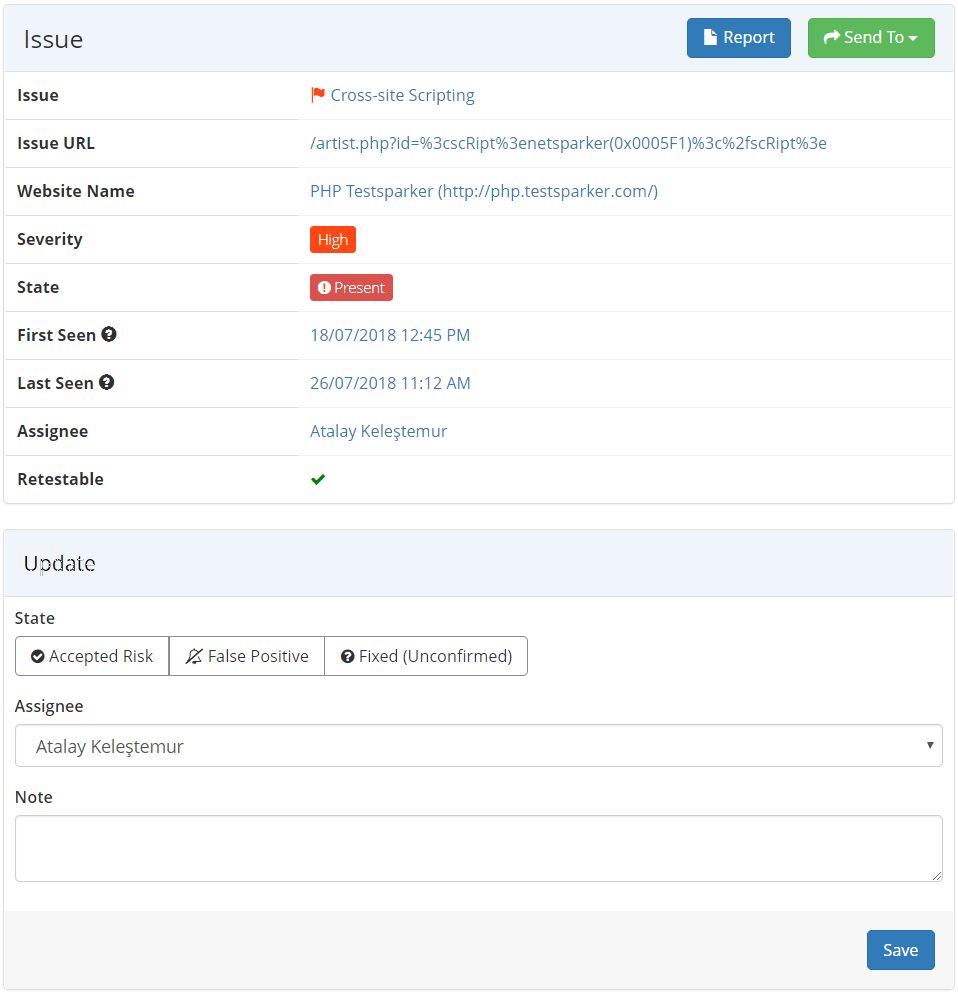 Issue Report Send To
Issue Cross-site Scripting
Issue URL /artist.php?id=%3cscRipt%3enetsparker(0x0005F1)%3c%2fscRipt%3e
Website Name PHP Testsparker (http://php.testsparker.com/)
Severity High
State Present
First Seen 18/07/2018 12:45 PM
Last Seen 26/07/2018 11:12 AM
Assignee Atalay Keleştemur
Retestable
Update
State
Accepted Risk False Positive Fixed (Unconfirmed)
Assignee
Atalay Keleştemur
Note
Save